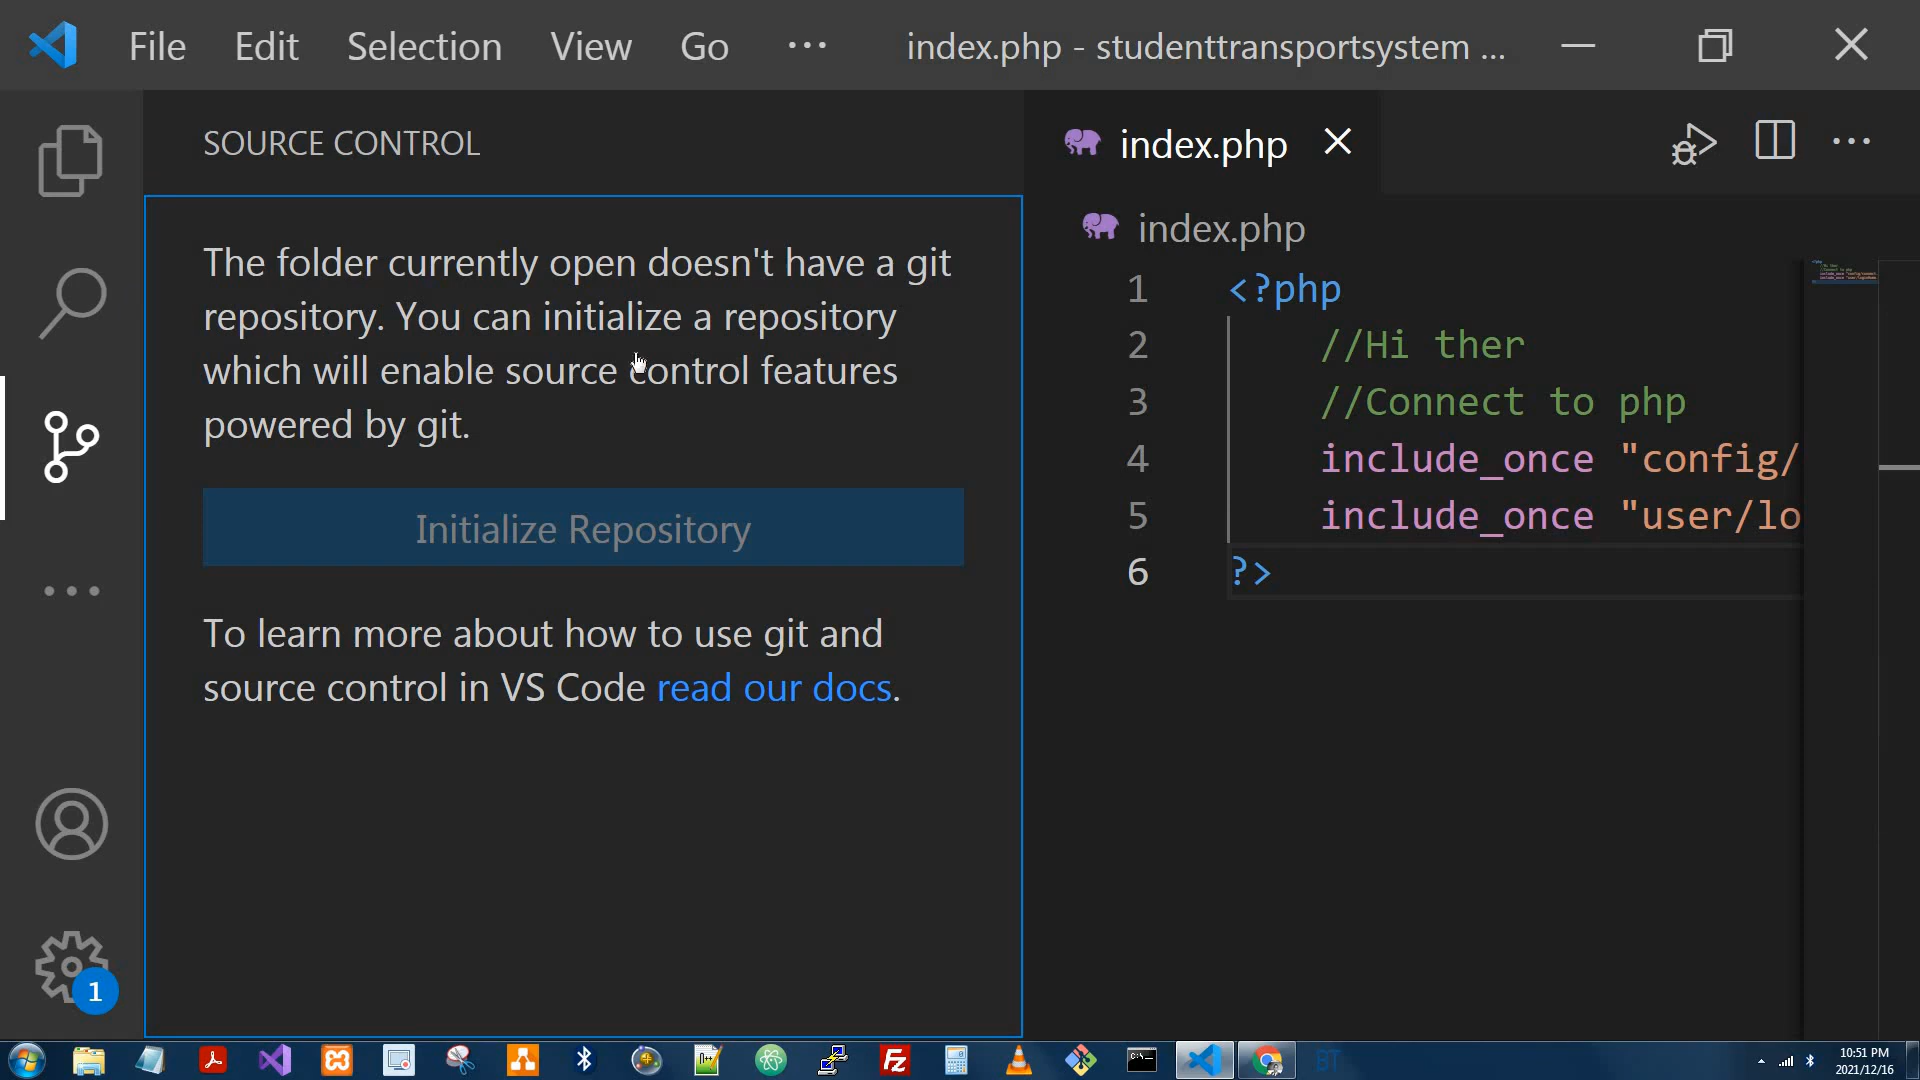 File Edit Selection View Go ··· index.php - studenttransportsystem ...
SOURCE CONTROL
index.php
index.php
The folder currently open doesn't have a git
repository. You can initialize a repository
which will enable source control features
powered by git.
Initialize Repository
To learn more about how to use git and
source control in VS Code read our docs.
1 <?php
2 //Hi ther
3 //Connect to php
4 include_once "config/
5 include_once "user/lo
6 ?>
1
BT
10:51 PM
2021/12/16